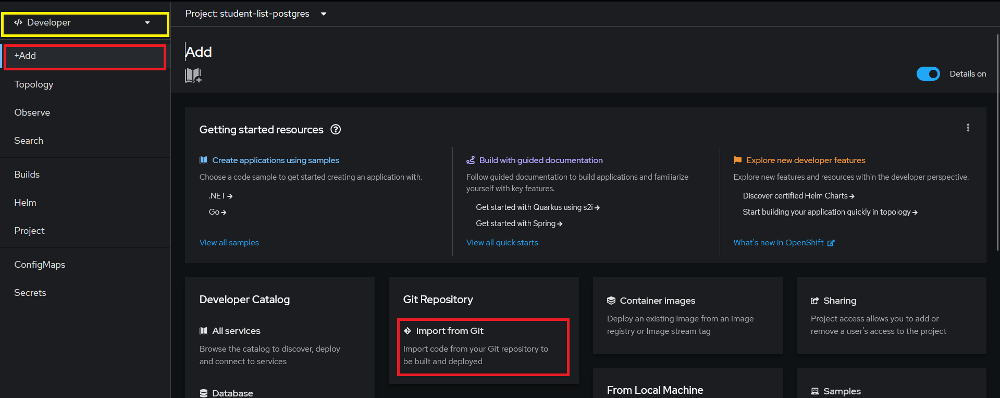 Developer
+Add
Topology
Observe
Search
Builds
Helm
Project
ConfigMaps
Secrets
Project: student-list-postgres
Add
Details on
Getting started resources
Create applications using samples
Choose a code sample to get started creating an application with.
.NET
Go
View all samples
Build with guided documentation
Follow guided documentation to build applications and familiarize
yourself with key features.
Get started with Quarkus using s2i
Get started with Spring
View all quick starts
Explore new developer features
Explore new features and resources within the developer perspective.
Discover certified Helm Charts
Start building your application quickly in topology
What's new in OpenShift
Developer Catalog
All services
Browse the catalog to discover, deploy
and connect to services
Database
Git Repository
Import from Git
Import code from your Git repository to
be built and deployed
Container images
Deploy an existing Image from an Image
registry or Image stream tag
From Local Machine
Sharing
Project access allows you to add or
remove a user's access to the project
Samples